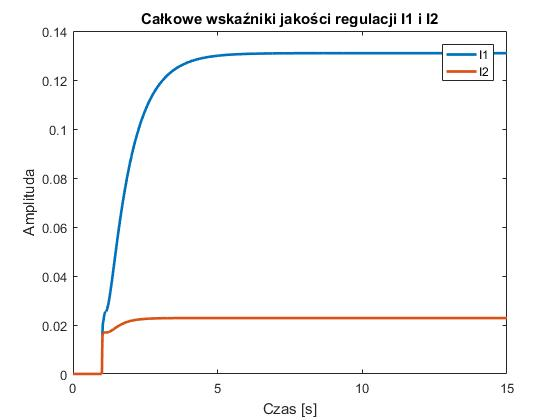 Całkowe wskaźniki jakości regulacji I1 i I2
0.14
0.12
0.1
0.08
0.06
0.04
0.02
0
Amplituda
I1
I2
0
5
10
15
Czas [s]